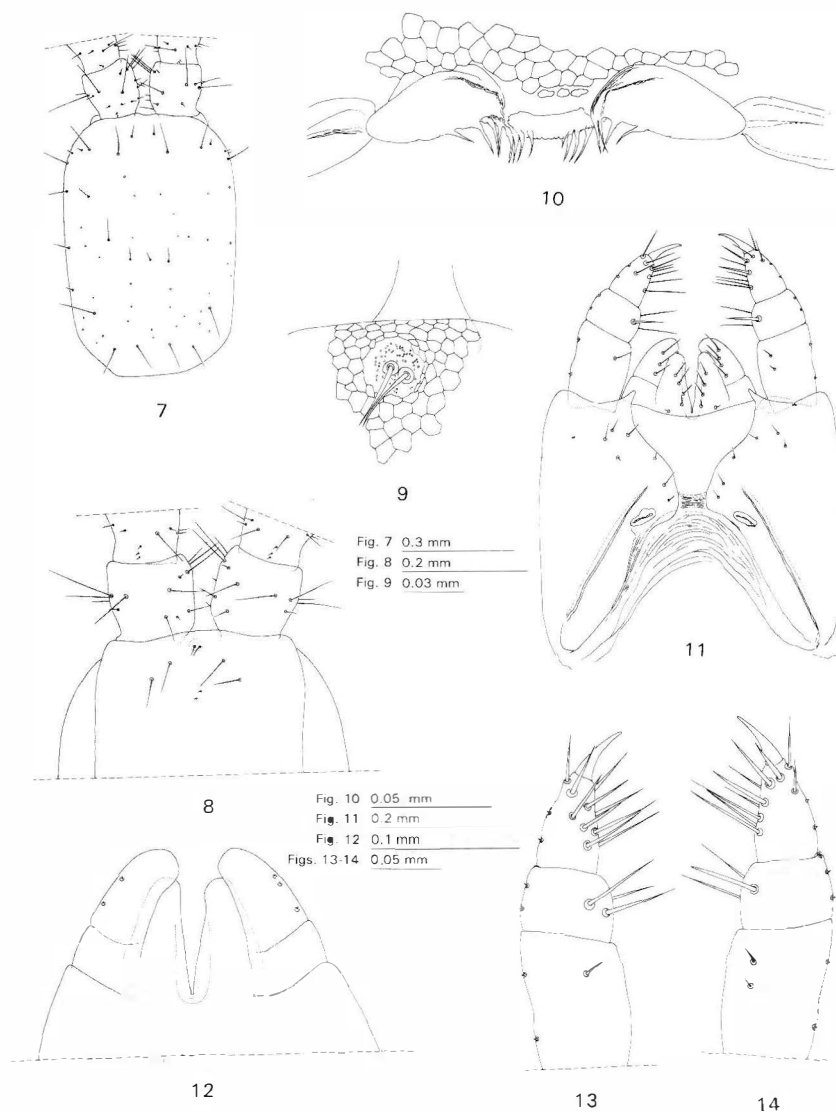 7
10
9
Fig. 7 0.3 mm
Fig. 8 0.2 mm
Fig. 9 0.03 mm
11
8
Fig. 10 0.05 mm
Fig. 11 0.2 mm
Fig. 12 0.1 mm
Figs. 13-14 0,05 mm
12
13
14